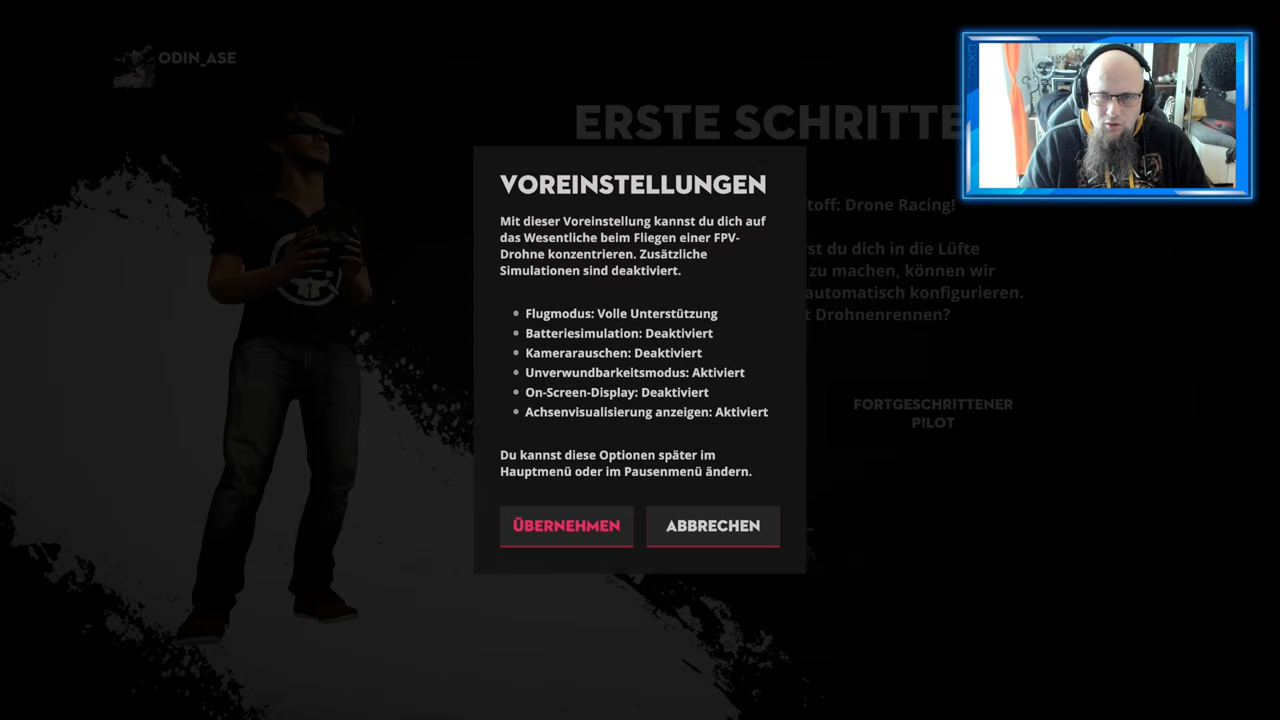 ODIN_ASE
ERSTE SCHRITTE
VOREINSTELLUNGEN
Mit dieser Voreinstellung kannst du dich auf
das Wesentliche beim Fliegen einer FPV-
Drohne konzentrieren. Zusätzliche
Simulationen sind deaktiviert.
Flugmodus: Volle Unterstützung
Batteriesimulation: Deaktiviert
Kamerarauschen: Deaktiviert
Unverwundbarkeitsmodus: Aktiviert
On-Screen-Display: Deaktiviert
Achsenvisualisierung anzeigen: Aktiviert
Du kannst diese Optionen später im
Hauptmenü oder im Pausenmenü ändern.
ÜBERNEHMEN
ABBRECHEN
toff: Drone Racing!
st du dich in die Lüfte
zu machen, können wir
automatisch konfigurieren.
t Drohnenrennen?
FORTGESCHRITTENER
PILOT